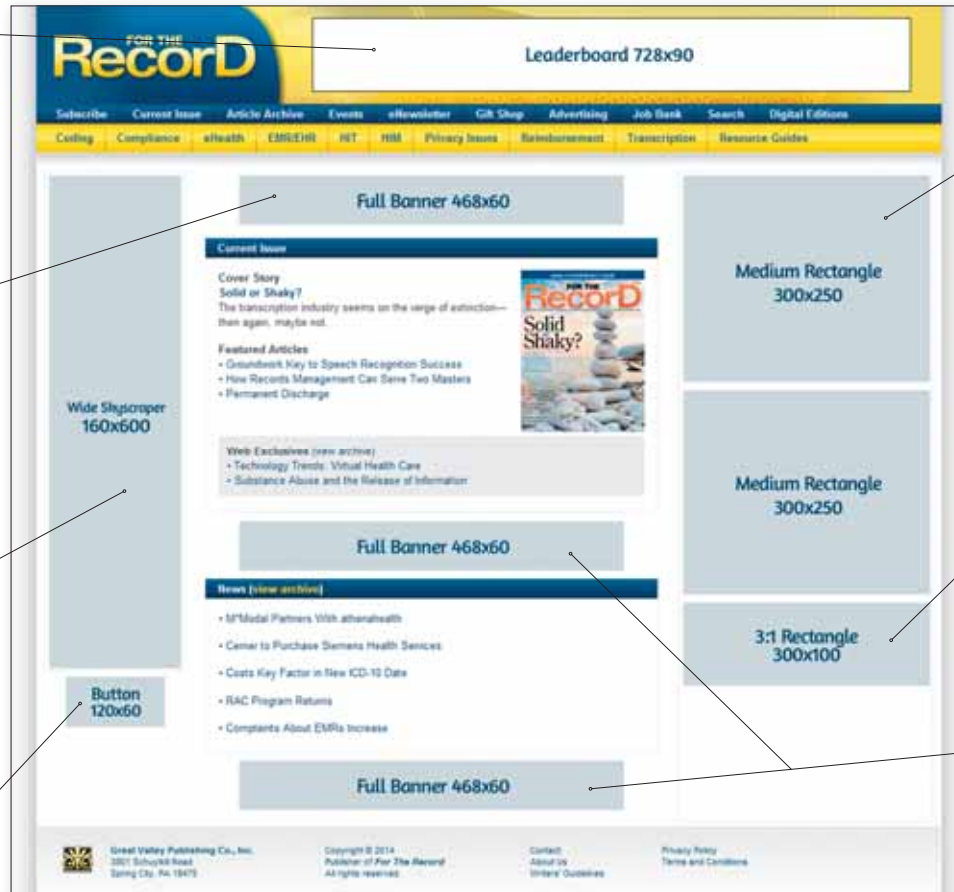 FOR THE
RecorD
Leaderboard 728x90
Subscribe Current Issue Article Archive Events eNewsletter Gift Shop Advertising Job Bank Search Digital Editions
Coding Compliance eHealth EMR/EHR HIT HIM Privacy Issues Reimbursement Transcription Resource Guides
Full Banner 468x60
Current Issue
Cover Story
Solid or Shaky?
The transcription industry seems on the verge of extinction—
then again, maybe not.
Featured Articles
• Groundwork Key to Speech Recognition Success
• How Records Management Can Serve Two Masters
• Permanent Discharge
FOR THE
RecorD
Solid
Shaky?
Web Exclusives (view archive)
• Technology Trends: Virtual Health Care
• Substance Abuse and the Release of Information
Wide Skyscraper
160x600
Medium Rectangle
300x250
Medium Rectangle
300x250
Full Banner 468x60
News (view archive)
• M*Modal Partners With athenahealth
• Cerner to Purchase Siemens Health Services
• Costs Key Factor in New ICD-10 Date
• RAC Program Returns
• Complaints About EMRs Increase
3:1 Rectangle
300x100
Button
120x60
Full Banner 468x60
Great Valley Publishing Co., Inc.
3801 Schuylkill Road
Spring City, PA 19475
Copyright © 2014
Publisher of For The Record
All rights reserved.
Contact
About Us
Writers' Guidelines
Privacy Policy
Terms and Conditions